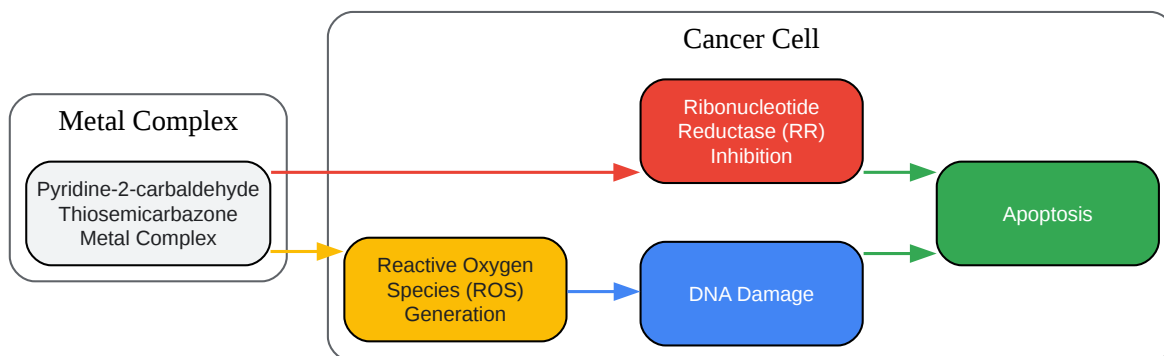 Cancer Cell
Metal Complex
Pyridine-2-carbaldehyde
Thiosemicarbazone
Metal Complex
Ribonucleotide
Reductase (RR)
Inhibition
Reactive Oxygen
Species (ROS)
Generation
DNA Damage
Apoptosis